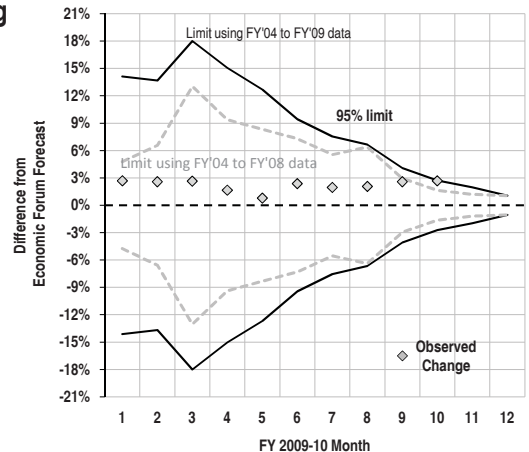 g
21%
Limit using FY'04 to FY'09 data
18%
15%
12%
95% limit
9%
6%
Limit using FY'04 to FY'08 data
3%
0%
-3%
-6%
-9%
-12%
-15%
Observed
Change
-18%
-21%
Difference from
Economic Forum Forecast
1 2 3 4 5 6 7 8 9 10 11 12
FY 2009-10 Month